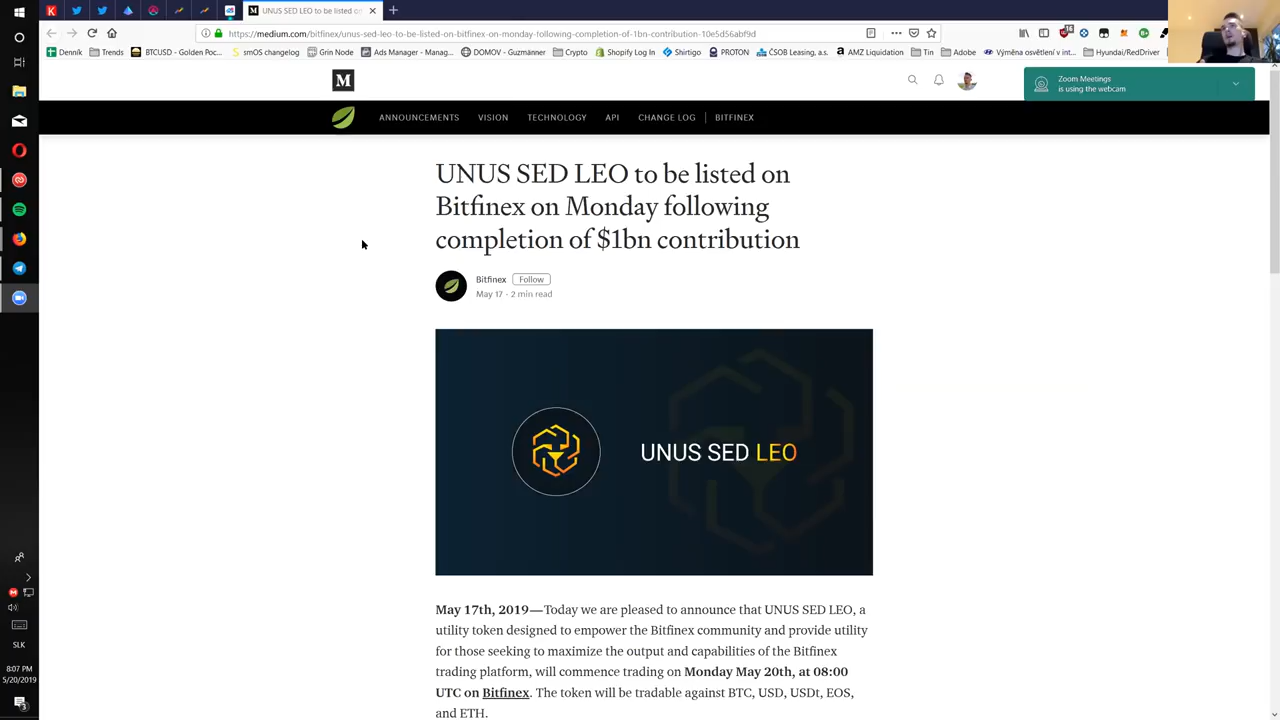 UNUS SED LEO to be listed on
https://medium.com/bitfinex/unus-sed-leo-to-be-listed-on-bitfinex-on-monday-following-completion-of-1bn-contribution-10e5d56abf9d
Denník Trends BTCUSD - Golden Poc... smOS changelog Grin Node Ads Manager - Manag... DOMOV - Guzmanner Crypto Shopify Log In Shirtigo PROTON ČSOB Leasing, a.s. AMZ Liquidation Výměna osvětlení v int... Tin Adobe Hyundai/RedDriver
M
Zoom Meetings
is using the webcam
ANNOUNCEMENTS VISION TECHNOLOGY API CHANGE LOG BITFINEX
UNUS SED LEO to be listed on
Bitfinex on Monday following
completion of $1bn contribution
Bitfinex Follow
May 17 · 2 min read
UNUS SED LEO
May 17th, 2019—Today we are pleased to announce that UNUS SED LEO, a
utility token designed to empower the Bitfinex community and provide utility
for those seeking to maximize the output and capabilities of the Bitfinex
trading platform, will commence trading on Monday May 20th, at 08:00
UTC on Bitfinex. The token will be tradable against BTC, USD, USDt, EOS,
and ETH.
SLK
8:07 PM
5/20/2019